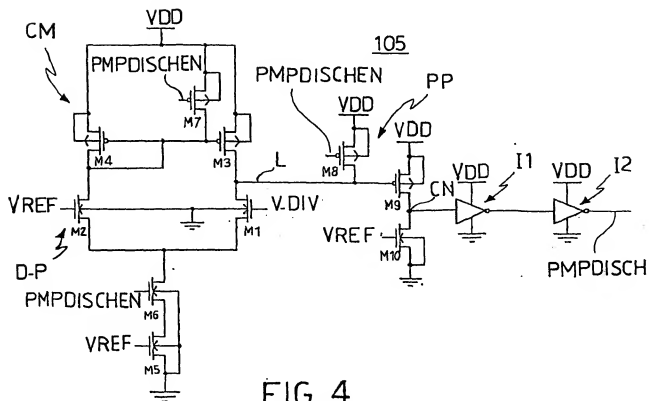 VDD
CM
105
PMPDISCHEN
PMPDISCHEN
VDD
PP
M7
VDD
M4
M3
M8
L
M9
CN
VDD
I1
VDD
I2
VREF
M2
V-DIV
M1
VREF
M10
PMPDISCH
D-P
PMPDISCHEN
M6
VREF
M5
FIG. 4